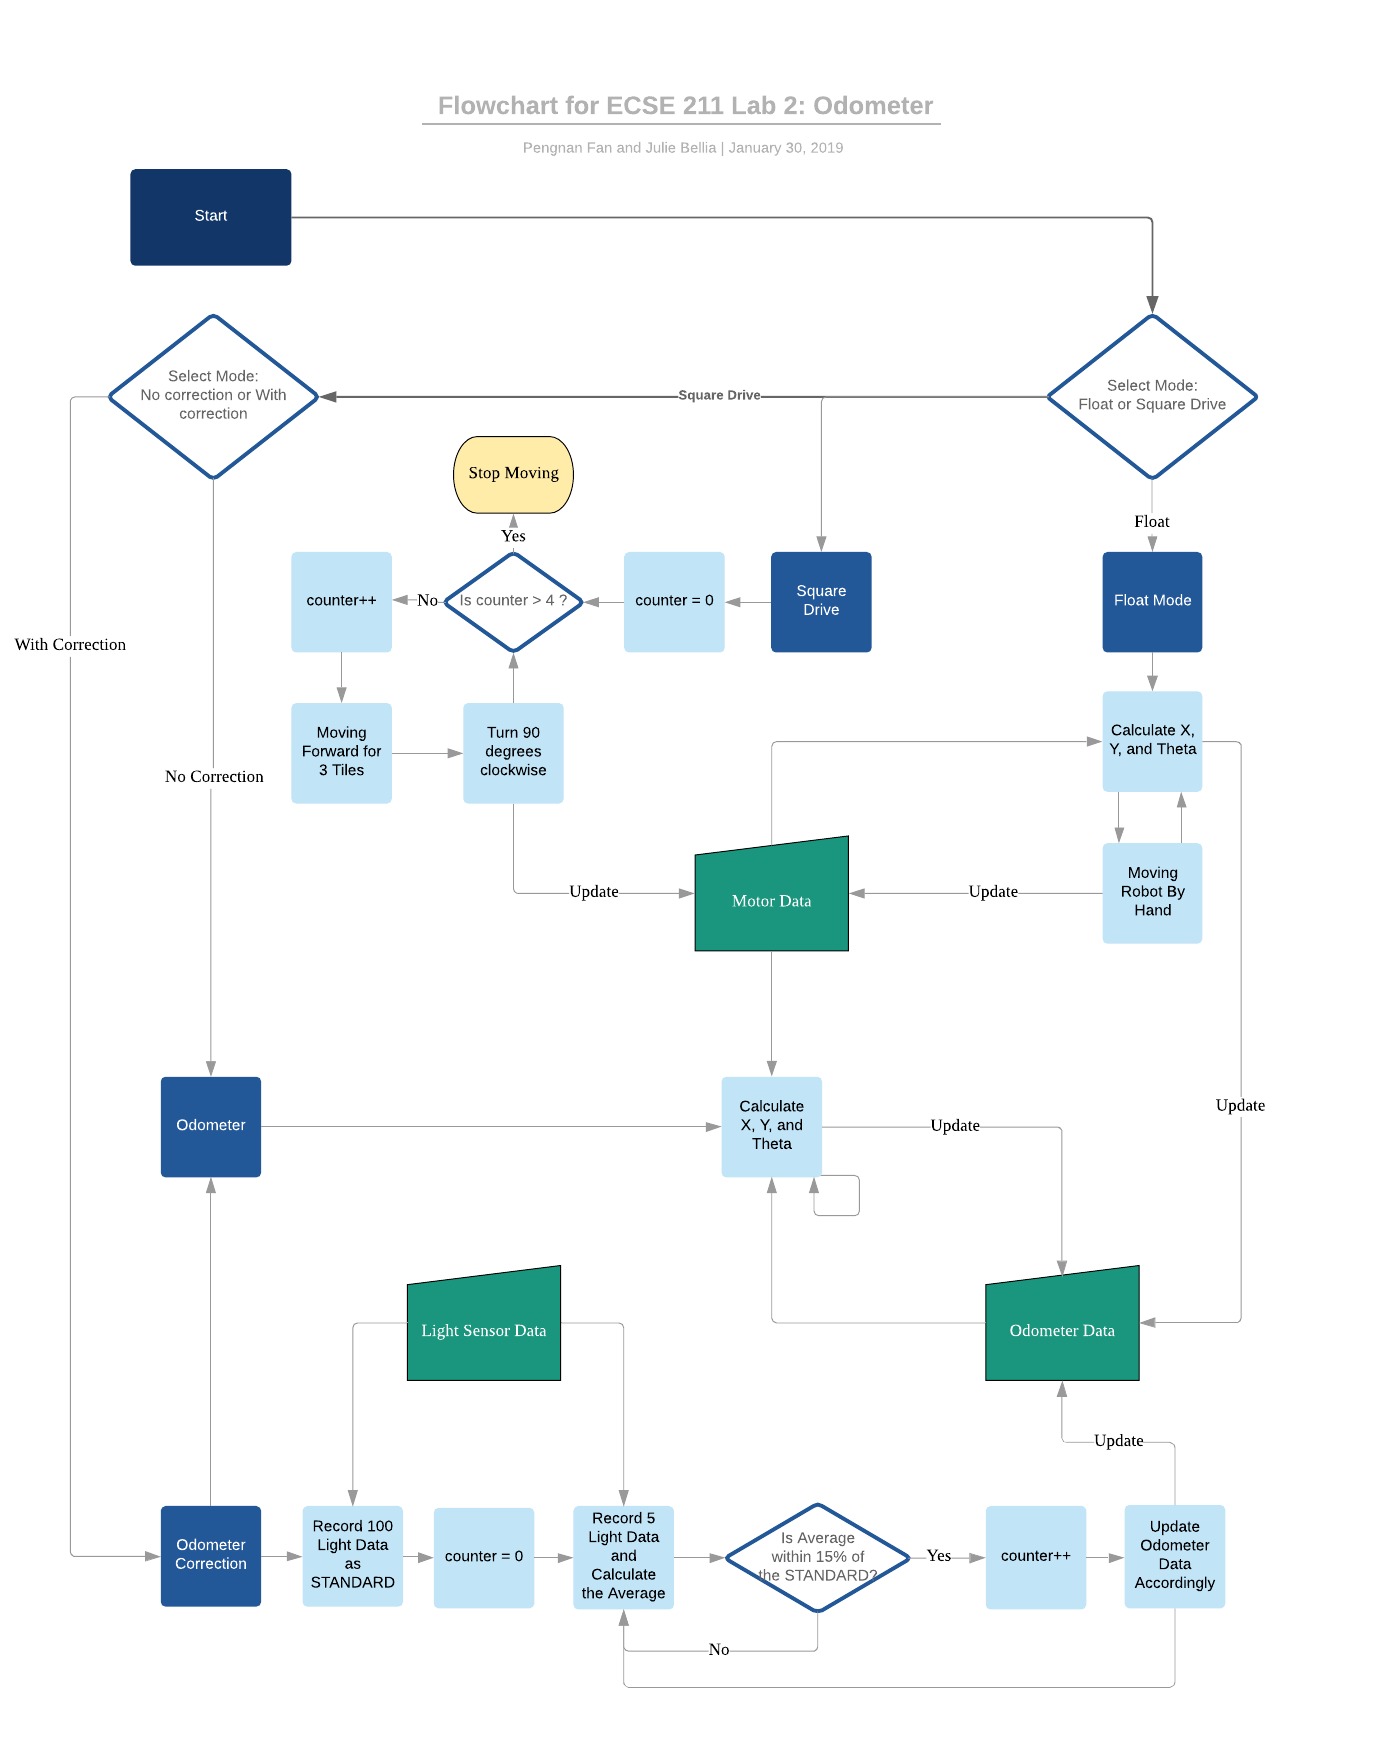 Flowchart for ECSE 211 Lab 2: Odometer
Pengnan Fan and Julie Bellia | January 30, 2019
Start
Select Mode:
No correction or With
correction
Square Drive
Select Mode:
Float or Square Drive
Stop Moving
Yes
Float
counter++
No
Is counter > 4 ?
counter = 0
Square
Drive
Float Mode
With Correction
Moving
Forward for
3 Tiles
Turn 90
degrees
clockwise
Calculate X,
Y, and Theta
No Correction
Update
Motor Data
Update
Moving
Robot By
Hand
Odometer
Calculate
X, Y, and
Theta
Update
Update
Light Sensor Data
Odometer Data
Update
Odometer
Correction
Record 100
Light Data
as
STANDARD
counter = 0
Record 5
Light Data
and
Calculate
the Average
Is Average
within 15% of
the STANDARD?
Yes
counter++
Update
Odometer
Data
Accordingly
No